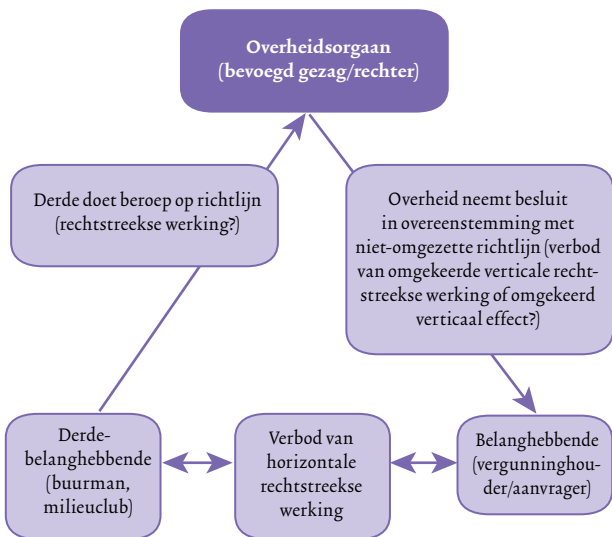 Overheidsorgaan
(bevoegd gezag/rechter)
Derde doet beroep op richtlijn
(rechtstreekse werking?)
Overheid neemt besluit
in overeenstemming met
niet-omgezette richtlijn (verbod
van omgekeerde verticale recht-
streekse werking of omgekeerd
verticaal effect?)
Derde-
belanghebbende
(buurman,
milieuclub)
Verbod van
horizontale
rechtstreekse
werking
Belanghebbende
(vergunninghou-
der/aanvrager)